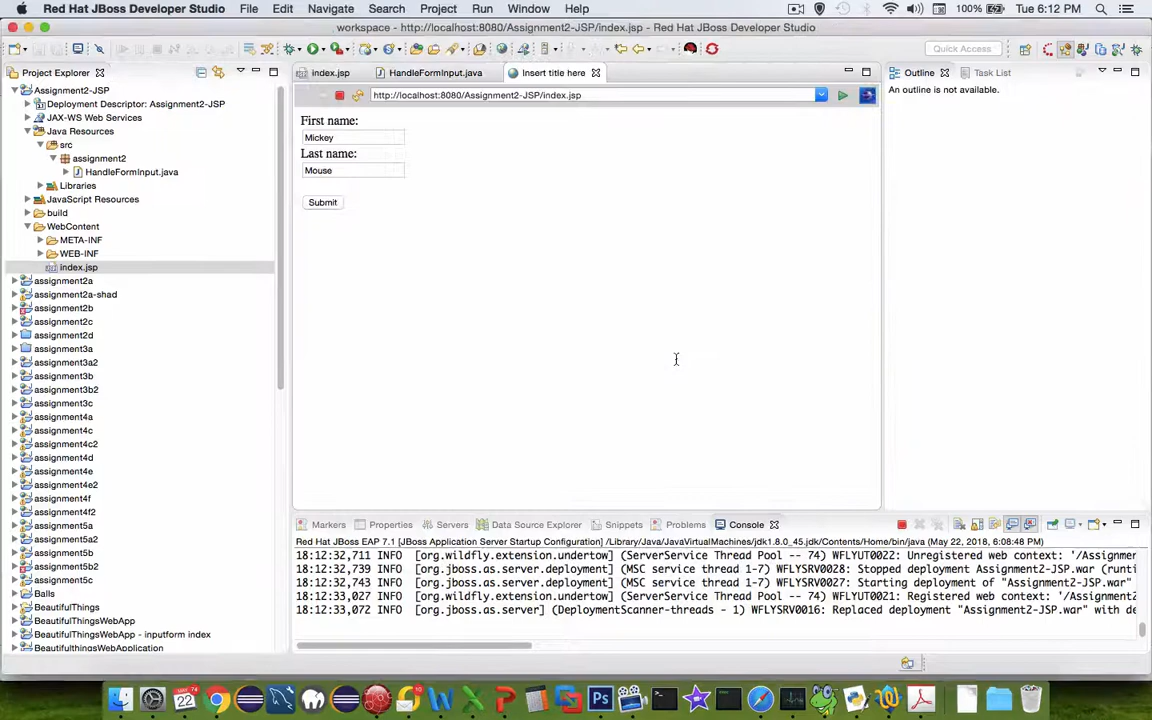 Red Hat JBoss Developer Studio File Edit Navigate Search Project Run Window Help 100% Tue 6:12 PM
workspace - http://localhost:8080/Assignment2-JSP/index.jsp - Red Hat JBoss Developer Studio
Quick Access
Project Explorer
index.jsp HandleFormInput.java Insert title here
Outline Task List
http://localhost:8080/Assignment2-JSP/index.jsp
An outline is not available.
Assignment2-JSP
Deployment Descriptor: Assignment2-JSP
JAX-WS Web Services
Java Resources
src
assignment2
HandleFormInput.java
Libraries
JavaScript Resources
build
WebContent
META-INF
WEB-INF
index.jsp
assignment2a
assignment2a-shad
assignment2b
assignment2c
assignment2d
assignment3a
assignment3a2
assignment3b
assignment3b2
assignment3c
assignment4a
assignment4c
assignment4c2
assignment4d
assignment4e
assignment4e2
assignment4f
assignment4f2
assignment5a
assignment5a2
assignment5b
assignment5b2
assignment5c
Balls
BeautifulThings
BeautifulThingsWebApp
BeautifulThingsWebApp - inputform index
BeautifulthingsWebApplication
First name:
Mickey
Last name:
Mouse
Submit
Markers Properties Servers Data Source Explorer Snippets Problems Console
Red Hat JBoss EAP 7.1 [JBoss Application Server Startup Configuration] /Library/Java/JavaVirtualMachines/jdk1.8.0_45.jdk/Contents/Home/bin/java (May 22, 2018, 6:08:48 PM)
18:12:32,711 INFO [org.wildfly.extension.undertow] (ServerService Thread Pool -- 74) WFLYUT0022: Unregistered web context: '/Assignmer
18:12:32,739 INFO [org.jboss.as.server.deployment] (MSC service thread 1-7) WFLYSRV0028: Stopped deployment Assignment2-JSP.war (runti
18:12:32,743 INFO [org.jboss.as.server.deployment] (MSC service thread 1-7) WFLYSRV0027: Starting deployment of "Assignment2-JSP.war"
18:12:33,027 INFO [org.wildfly.extension.undertow] (ServerService Thread Pool -- 74) WFLYUT0021: Registered web context: '/Assignment2
18:12:33,072 INFO [org.jboss.as.server] (DeploymentScanner-threads - 1) WFLYSRV0016: Replaced deployment "Assignment2-JSP.war" with de